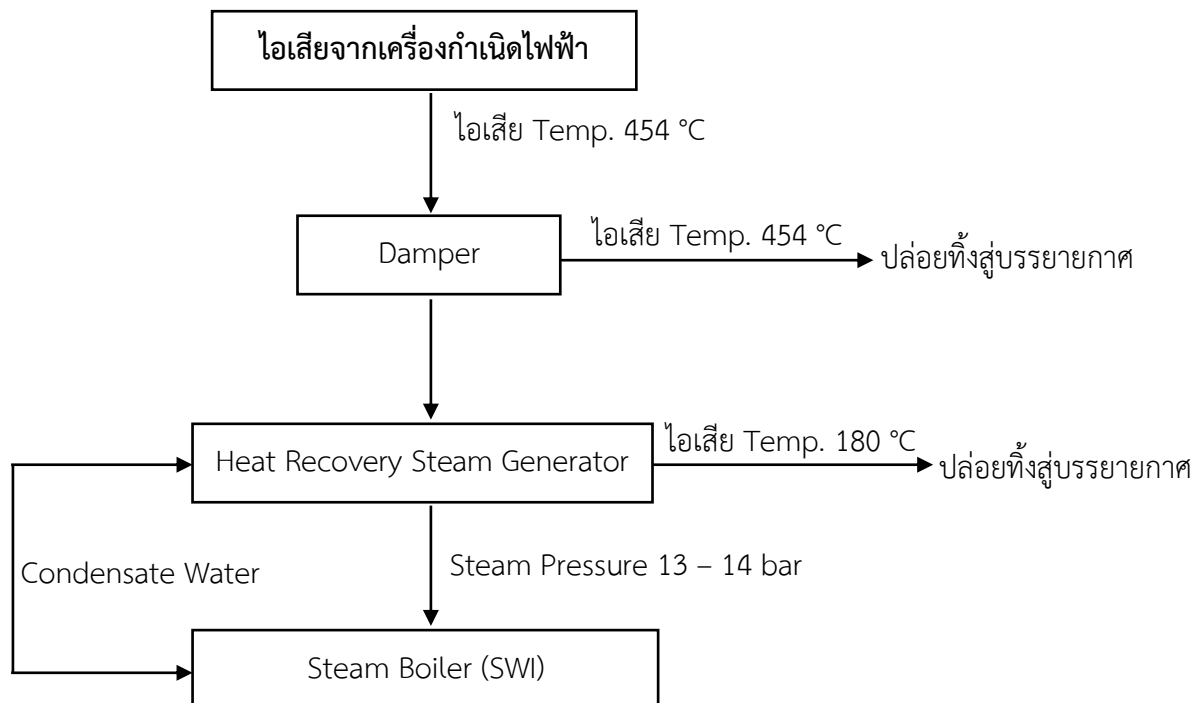 ไอเสียจากเครื่องกำเนิดไฟฟ้า
ไอเสีย Temp. 454 °C
Damper
ไอเสีย Temp. 454 °C
ปล่อยทิ้งสู่บรรยายกาศ
Heat Recovery Steam Generator
ไอเสีย Temp. 180 °C
ปล่อยทิ้งสู่บรรยายกาศ
Condensate Water
Steam Pressure 13 – 14 bar
Steam Boiler (SWI)